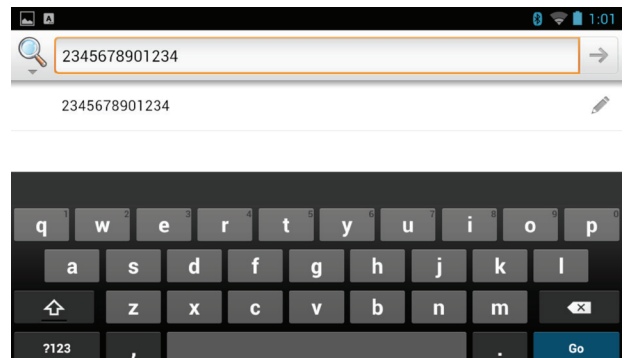 A 1:01
2345678901234
2345678901234
q 1 w 2 e 3 r 4 t 5 y 6 u 7 i 8 o 9 p 0
a s d f g h j k l
z x c v b n m
?123 , . Go